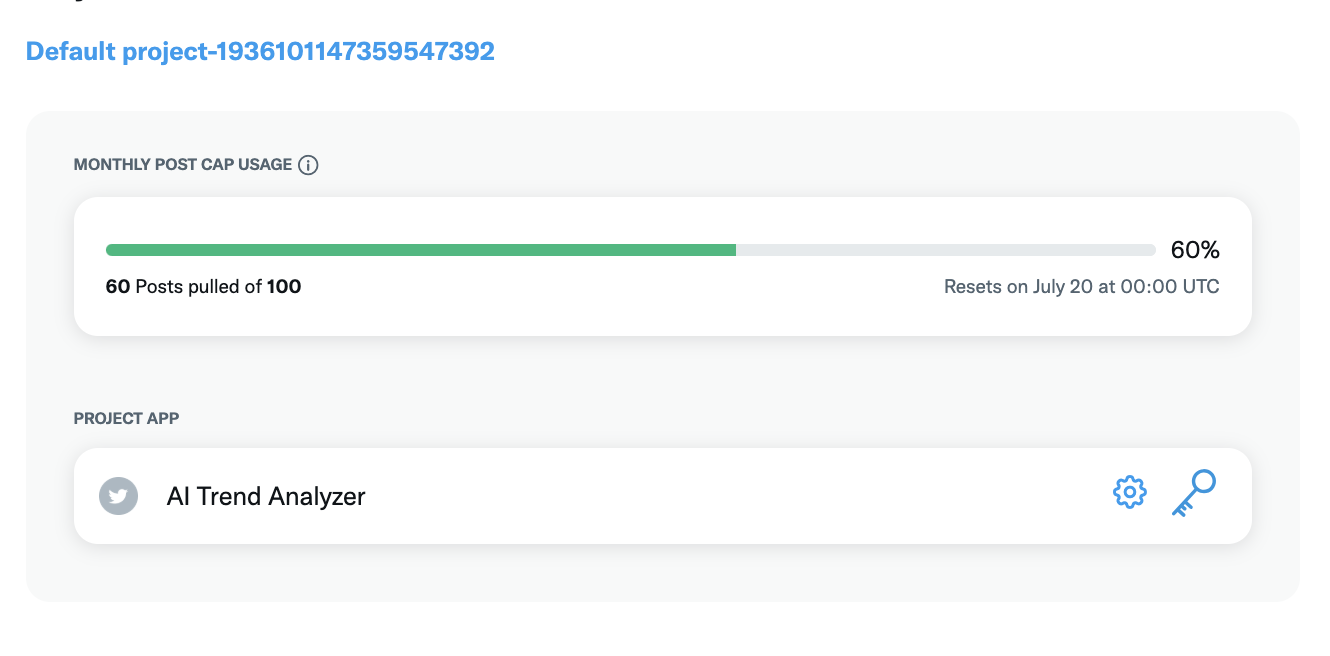 Default project-1936101147359547392
MONTHLY POST CAP USAGE
60%
60 Posts pulled of 100
Resets on July 20 at 00:00 UTC
PROJECT APP
AI Trend Analyzer